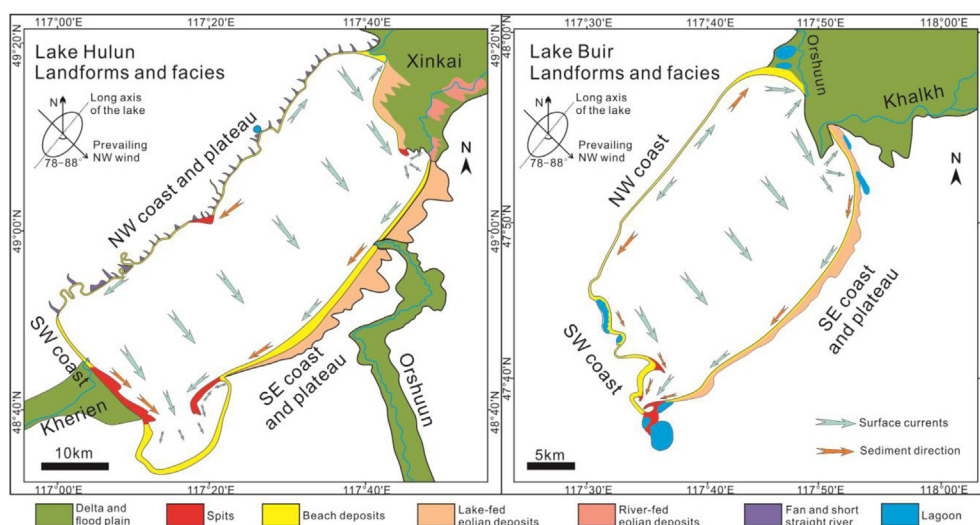 117°00'E
117°20'E
117°40'E
49°20'N
49°00'N
48°40'N
Lake Hulun
Landforms and facies
N
Long axis
of the lake
Prevailing
NW wind
78-88°
Xinkai
NW coast and plateau
N
SW coast
Kherien
SE coast
and plateau
Orshuun
10km
117°00'E
117°20'E
117°40'E
117°30'E
117°50'E
118°00'E
48°00'N
47°50'N
47°40'N
Lake Buir
Landforms and facies
N
Long axis
of the lake
Prevailing
NW wind
78-88°
Orshuun
Khalkh
NW coast
N
SW coast
SE coast
and plateau
Surface currents
Sediment direction
5km
117°30'E
117°40'E
117°50'E
118°00'E
Delta and
flood plain
Spits
Beach deposits
Lake-fed
eolian deposits
River-fed
eolian deposits
Fan and short
straight river
Lagoon